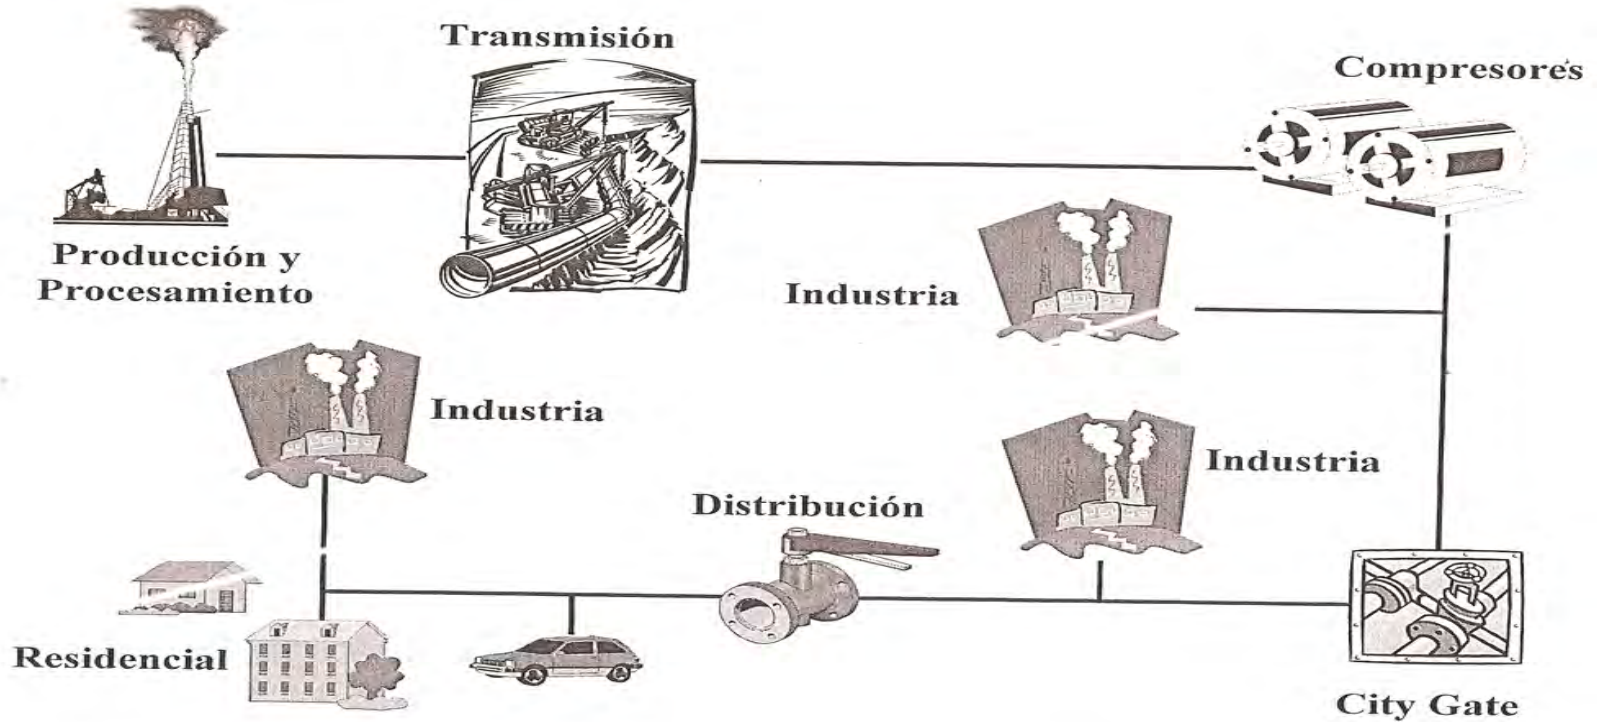 Transmisión
Compresores
Producción y
Procesamiento
Industria
Industria
Industria
Distribución
Residencial
City Gate